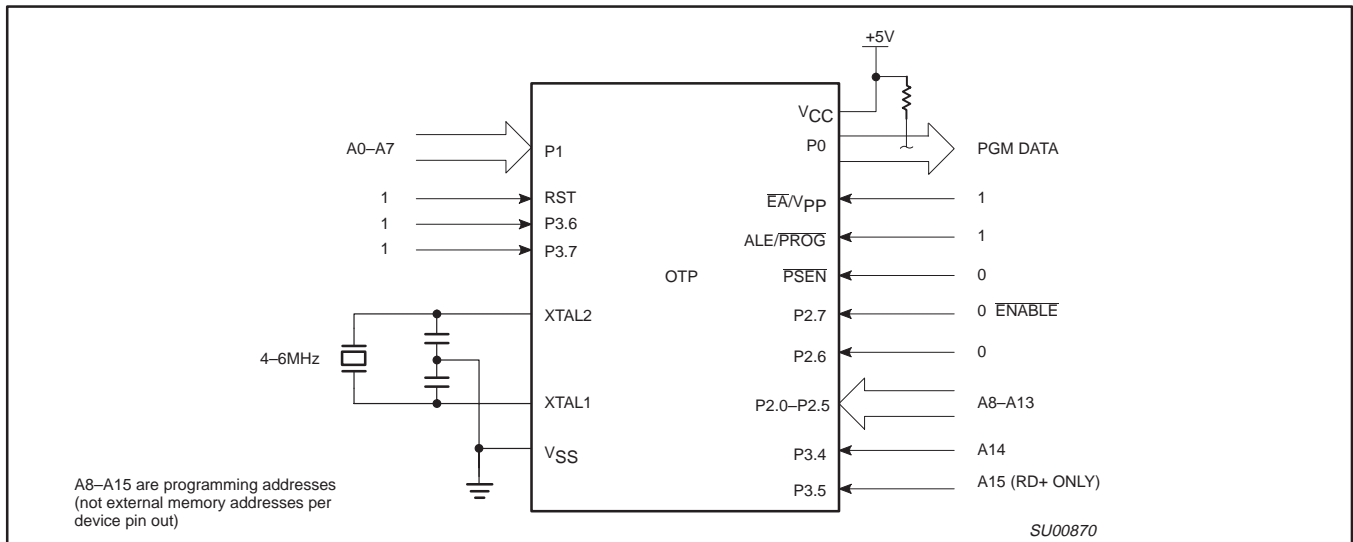 +5V
VCC
A0–A7
P1
P0
PGM DATA
1
RST
EA/VPP
1
1
P3.6
ALE/PROG
1
1
P3.7
OTP
PSEN
0
XTAL2
P2.7
0 ENABLE
4–6MHz
P2.6
0
XTAL1
P2.0–P2.5
A8–A13
VSS
P3.4
A14
A8–A15 are programming addresses
(not external memory addresses per
device pin out)
P3.5
A15 (RD+ ONLY)
SU00870